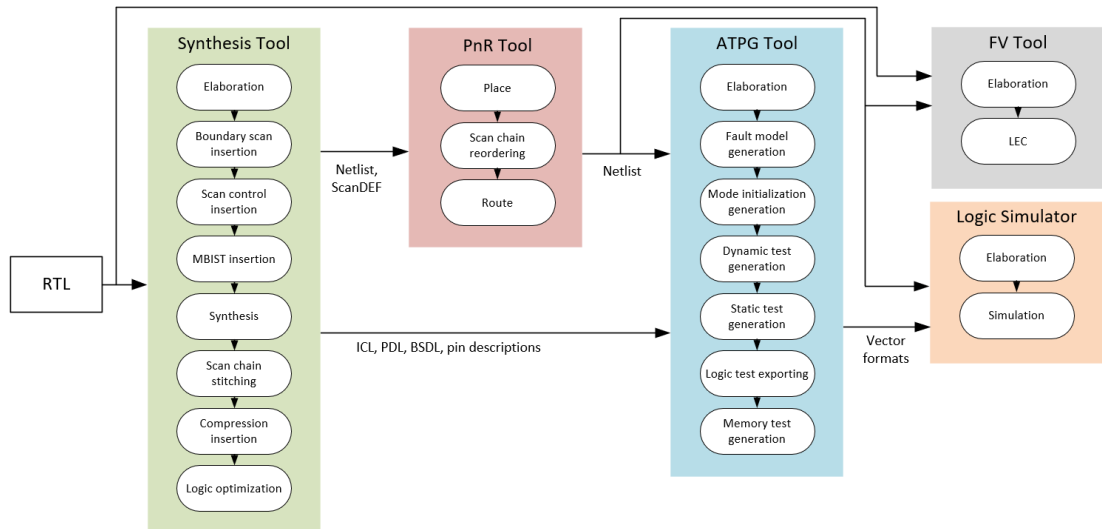 RTL
Synthesis Tool
Elaboration
Boundary scan
insertion
Scan control
insertion
MBIST insertion
Synthesis
Scan chain
stitching
Compression
insertion
Logic optimization
Netlist,
ScanDEF
ICL, PDL, BSDL, pin descriptions
PnR Tool
Place
Scan chain
reordering
Route
Netlist
ATPG Tool
Elaboration
Fault model
generation
Mode initialization
generation
Dynamic test
generation
Static test
generation
Logic test exporting
Memory test
generation
Vector
formats
FV Tool
Elaboration
LEC
Logic Simulator
Elaboration
Simulation